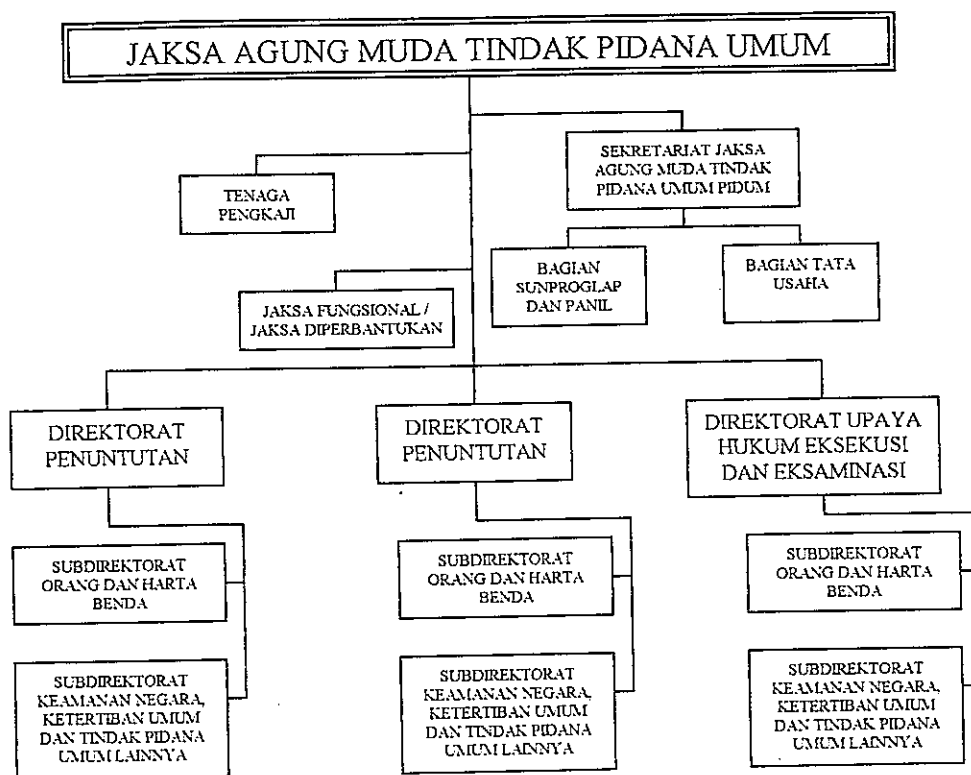 JAKSA AGUNG MUDA TINDAK PIDANA UMUM
SEKRETARIAT JAKSA
AGUNG MUDA TINDAK
PIDANA UMUM PIDUM
TENAGA
PENGKAJI
BAGIAN
SUNPROGLAP
DAN PANIL
BAGIAN TATA
USAHA
JAKSA FUNGSIONAL /
JAKSA DIPERBANTUKAN
DIREKTORAT
PENUNTUTAN
DIREKTORAT
PENUNTUTAN
DIREKTORAT UPAYA
HUKUM EKSEKUSI
DAN EKSAMINASI
SUBDIREKTORAT
ORANG DAN HARTA
BENDA
SUBDIREKTORAT
ORANG DAN HARTA
BENDA
SUBDIREKTORAT
ORANG DAN HARTA
BENDA
SUBDIREKTORAT
KEAMANAN NEGARA,
KETERTIBAN UMUM
DAN TINDAK PIDANA
UMUM LAINNYA
SUBDIREKTORAT
KEAMANAN NEGARA,
KETERTIBAN UMUM
DAN TINDAK PIDANA
UMUM LAINNYA
SUBDIREKTORAT
KEAMANAN NEGARA,
KETERTIBAN UMUM
DAN TINDAK PIDANA
UMUM LAINNYA